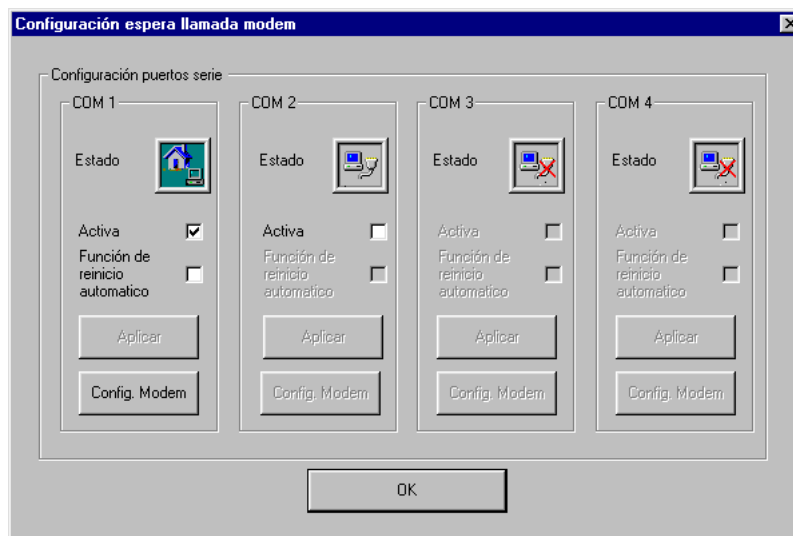 Configuración espera llamada modem
Configuración puertos serie
COM 1
Estado
Activa
Función de
reinicio
automatico
Aplicar
Config. Modem
COM 2
Estado
Activa
Función de
reinicio
automatico
Aplicar
Config. Modem
COM 3
Estado
Activa
Función de
reinicio
automatico
Aplicar
Config. Modem
COM 4
Estado
Activa
Función de
reinicio
automatico
Aplicar
Config. Modem
OK